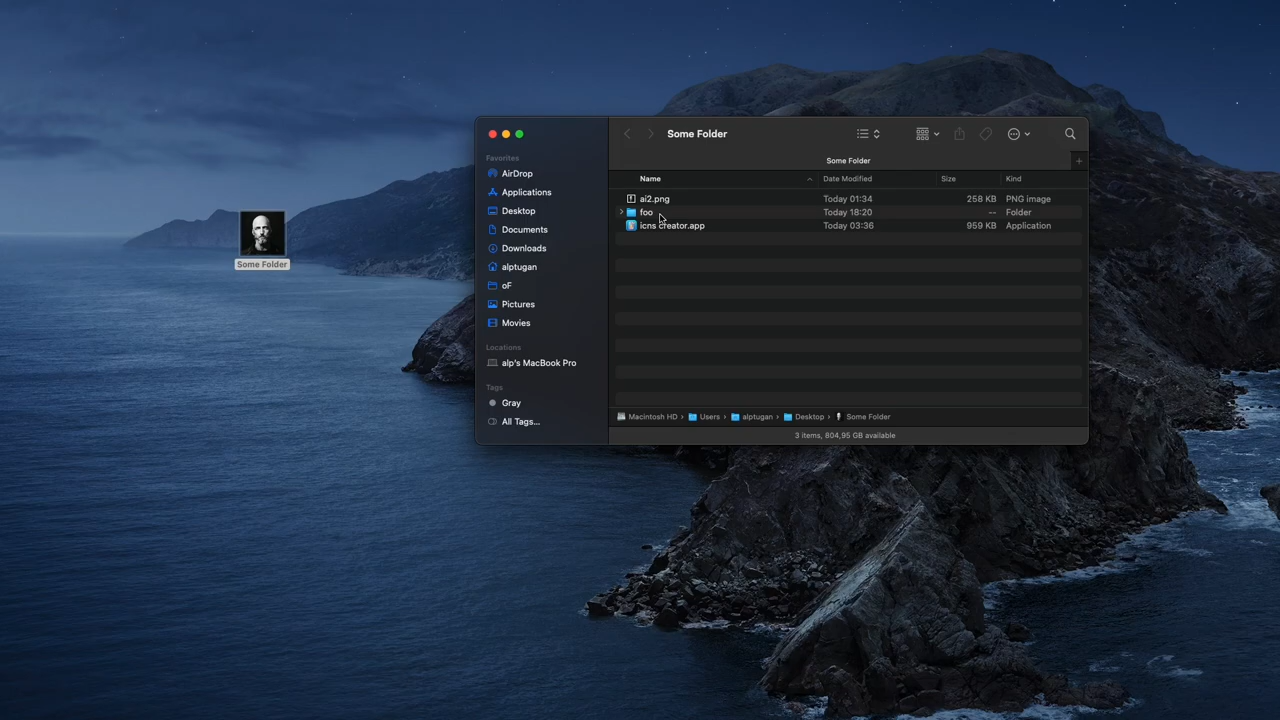 Some Folder
Some Folder
Favorites
AirDrop
Applications
Desktop
Documents
Downloads
alptugan
oF
Pictures
Movies
Locations
alp's MacBook Pro
Tags
Gray
All Tags...
Some Folder
+
Name Date Modified Size Kind
ai2.png Today 01:34 258 KB PNG image
foo Today 18:20 -- Folder
icns creator.app Today 03:36 959 KB Application
Macintosh HD › Users › alptugan › Desktop › Some Folder
3 items, 804,95 GB available